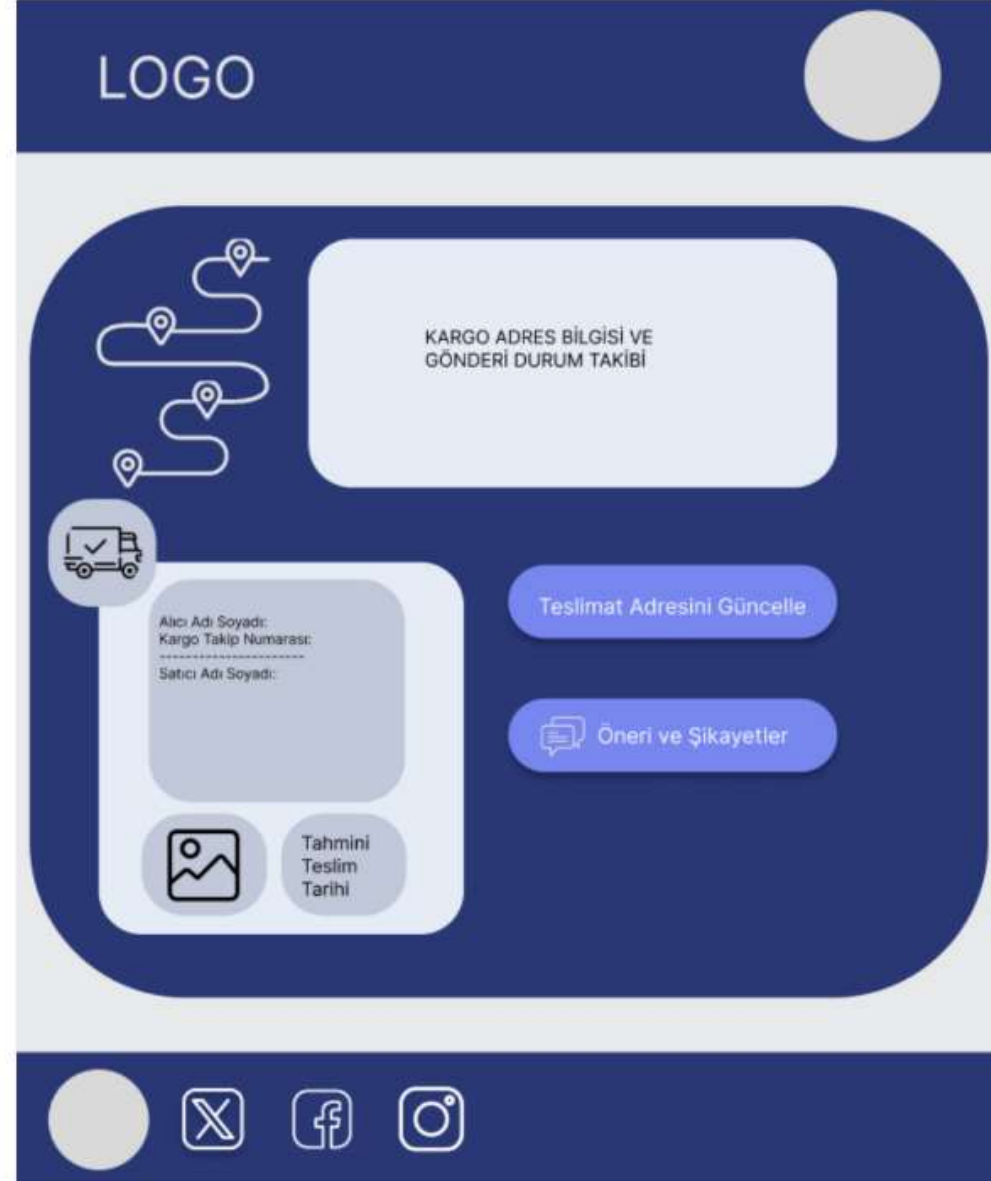 LOGO
KARGO ADRES BİLGİSİ VE
GÖNDERİ DURUM TAKİBİ
Alıcı Adı Soyadı:
Kargo Takip Numarası:
----------------------
Satıcı Adı Soyadı:
Teslimat Adresini Güncelle
Öneri ve Şikayetler
Tahmini
Teslim
Tarihi